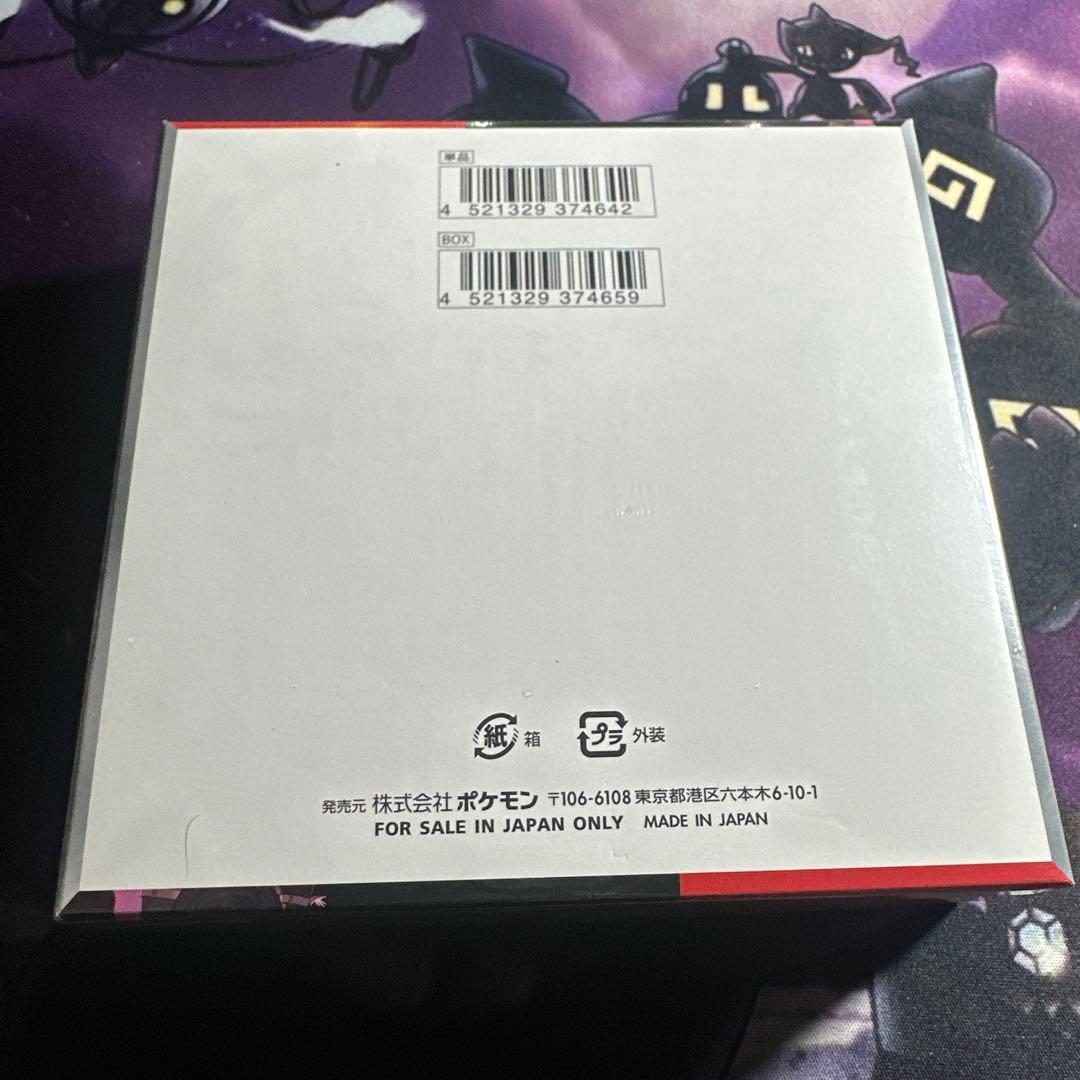 単品
4 521329 374642
BOX
4 521329 374659
紙 箱 プラ 外装
発売元 株式会社 ポケモン 〒106-6108 東京都港区六本木6-10-1
FOR SALE IN JAPAN ONLY MADE IN JAPAN